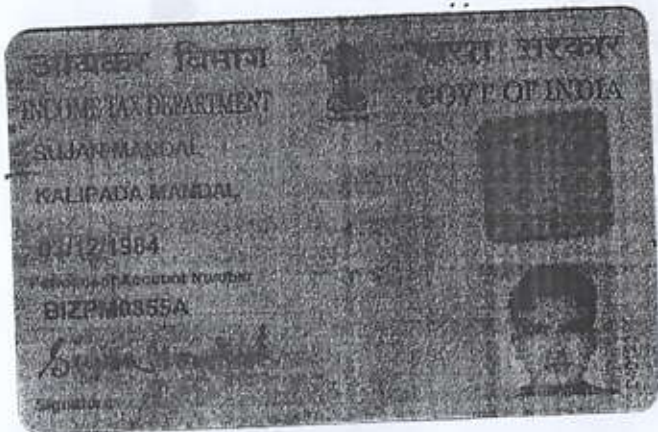 आयकर विभाग
भारत सरकार
INCOME TAX DEPARTMENT
GOVT OF INDIA
SUJAN MANDAL
KALIPADA MANDAL
03/12/1984
Permanent Account Number
BIZPM0355A
Signature